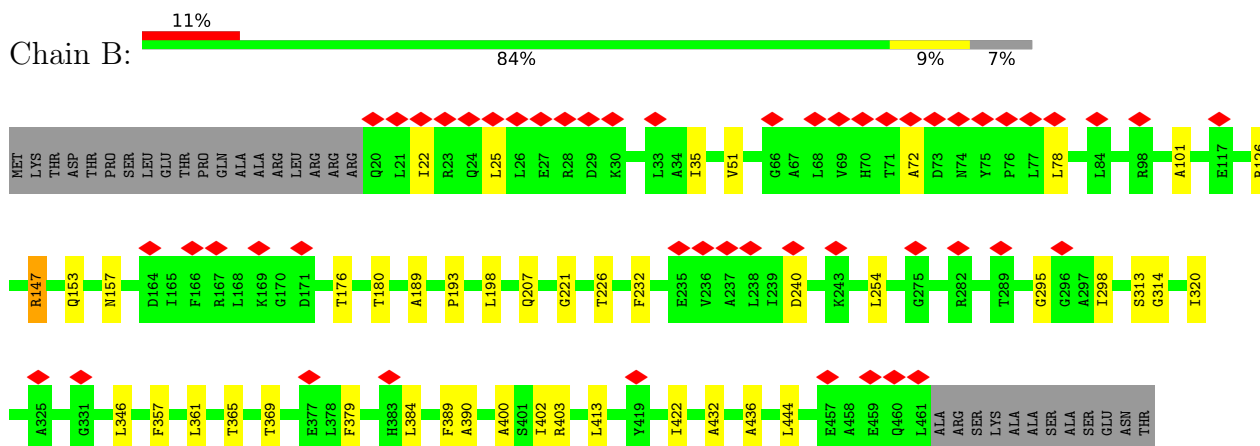 11%
Chain B:
84% 9% 7%
MET LYS THR ASP THR PRO SER LEU GLU THR PRO GLN ALA ALA ARG LEU ARG ARG ARG Q20 L21 I22 R23 Q24 L25 L26 E27 R28 D29 K30 L33 A34 I35 V51 G66 A67 L68 V69 H70 T71 A72 D73 N74 Y75 P76 L77 L78 L84 R98 A101 E117
R147 Q153 N157 D164 I165 F166 R167 L168 K169 G170 D171 T176 T180 A189 P193 L198 Q207 G221 T226 F232 E235 V236 A237 L238 I239 D240 K243 L254 G275 R282 T289 G295 G296 A297 I298 S313 G314 I320
A325 G331 L346 F357 L361 T365 T369 E377 L378 F379 H383 L384 F389 A390 A400 S401 I402 R403 L413 Y419 I422 A432 A436 L444 E457 A458 E459 Q460 L461 ALA ARG SER LYS ALA ALA SER ALA SER GLU ASN THR